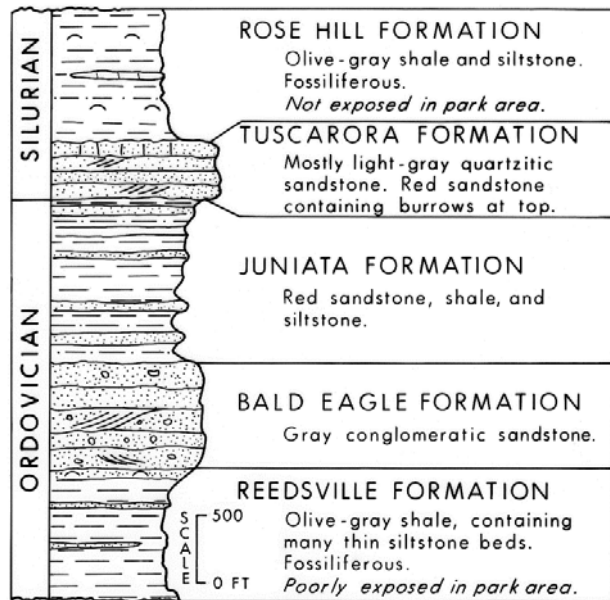 SILURIAN
ORDOVICIAN
ROSE HILL FORMATION
Olive-gray shale and siltstone.
Fossiliferous.
Not exposed in park area.
TUSCARORA FORMATION
Mostly light-gray quartzitic
sandstone. Red sandstone
containing burrows at top.
JUNIATA FORMATION
Red sandstone, shale, and
siltstone.
BALD EAGLE FORMATION
Gray conglomeratic sandstone.
REEDSVILLE FORMATION
Olive-gray shale, containing
many thin siltstone beds.
Fossiliferous.
Poorly exposed in park area.
SCALE
500
0 FT